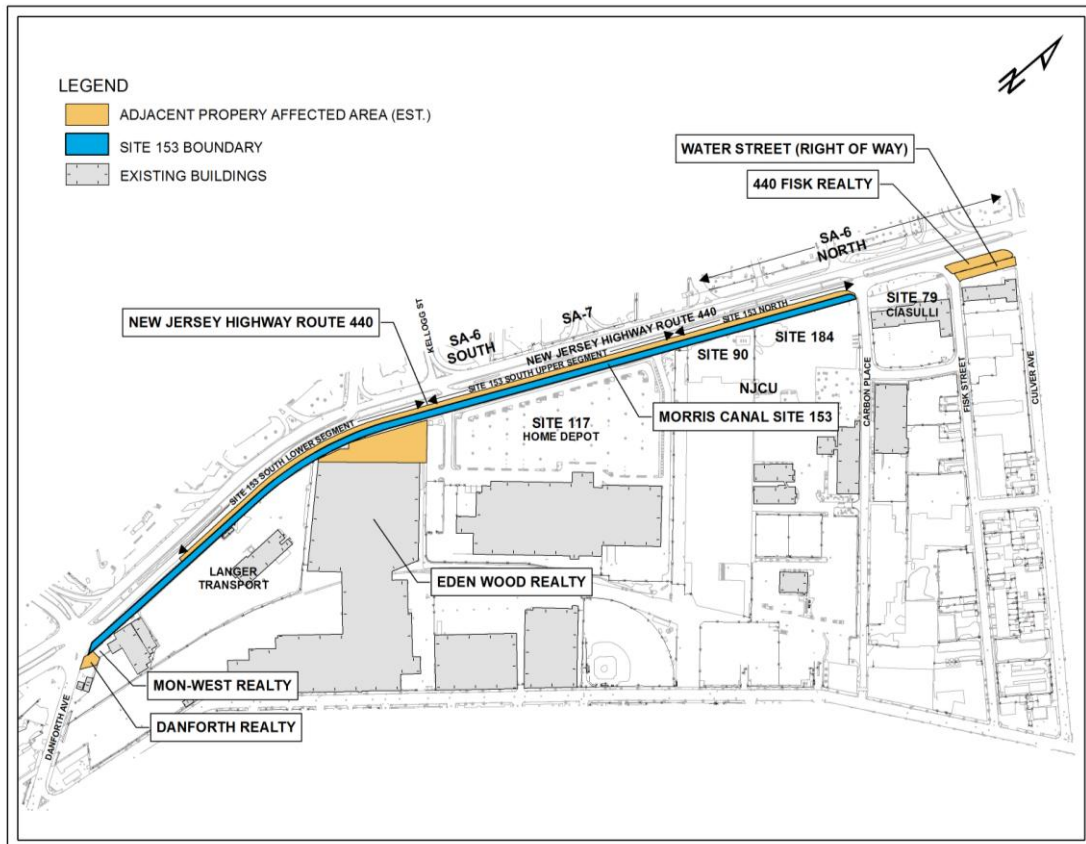 LEGEND
ADJACENT PROPERY AFFECTED AREA (EST.)
SITE 153 BOUNDARY
EXISTING BUILDINGS
N
WATER STREET (RIGHT OF WAY)
440 FISK REALTY
SA-6
NORTH
NEW JERSEY HIGHWAY ROUTE 440
KELLOGG ST
SA-6
SOUTH
SA-7
NEW JERSEY HIGHWAY ROUTE 440
SITE 153 NORTH
SITE 153 SOUTH UPPER SEGMENT
SITE 153 SOUTH LOWER SEGMENT
SITE 79
CIASULLI
SITE 184
SITE 90
NJCU
MORRIS CANAL SITE 153
SITE 117
HOME DEPOT
CARBON PLACE
FISK STREET
CULVER AVE
LANGER
TRANSPORT
EDEN WOOD REALTY
MON-WEST REALTY
DANFORTH REALTY
DANFORTH AVE